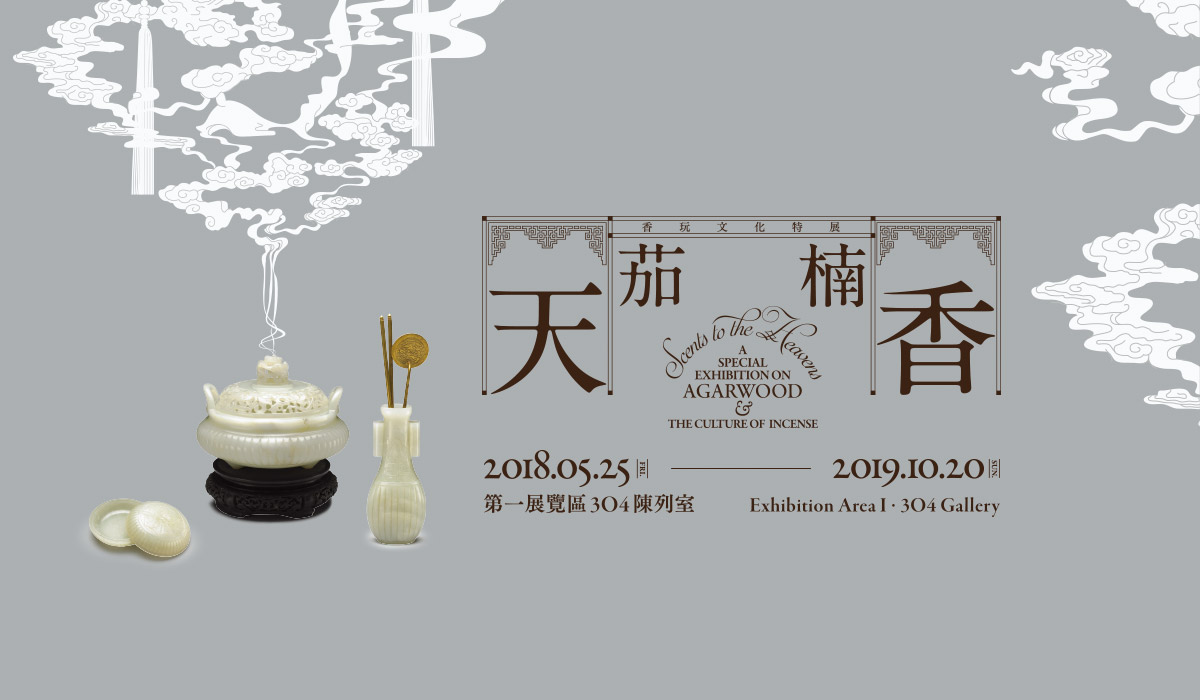 香玩文化特展
天 茄 楠 香
Scents to the Heavens
A
SPECIAL
EXHIBITION ON
AGARWOOD
&
THE CULTURE OF INCENSE
2018.05.25 FRI. 2019.10.20 SUN.
第一展覽區 304 陳列室 Exhibition Area I · 304 Gallery